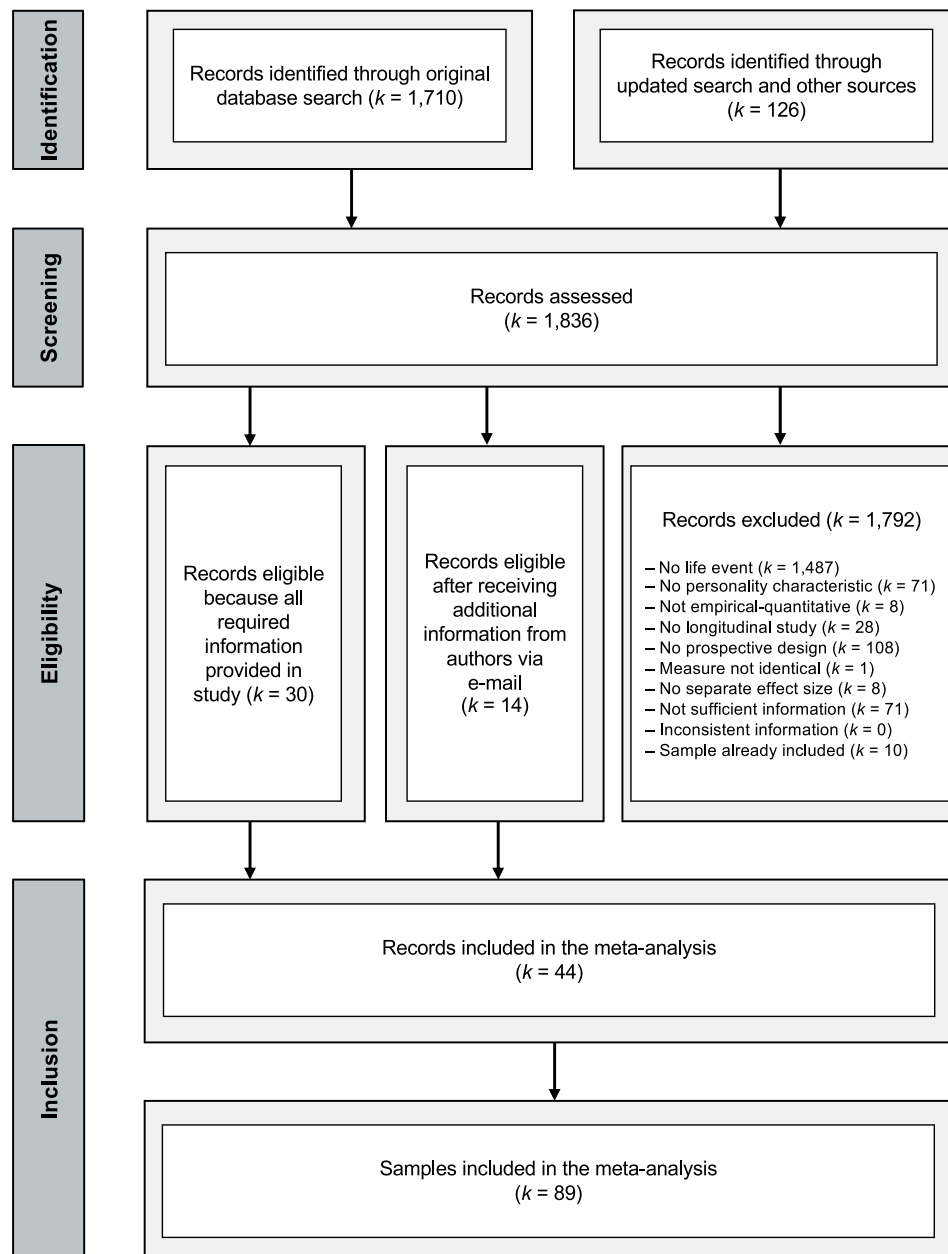 Identification
Records identified through original
database search (k = 1,710)
Records identified through
updated search and other sources
(k = 126)
Screening
Records assessed
(k = 1,836)
Eligibility
Records eligible
because all
required
information
provided in
study (k = 30)
Records eligible
after receiving
additional
information from
authors via
e-mail
(k = 14)
Records excluded (k = 1,792)
– No life event (k = 1,487)
– No personality characteristic (k = 71)
– Not empirical-quantitative (k = 8)
– No longitudinal study (k = 28)
– No prospective design (k = 108)
– Measure not identical (k = 1)
– No separate effect size (k = 8)
– Not sufficient information (k = 71)
– Inconsistent information (k = 0)
– Sample already included (k = 10)
Inclusion
Records included in the meta-analysis
(k = 44)
Samples included in the meta-analysis
(k = 89)